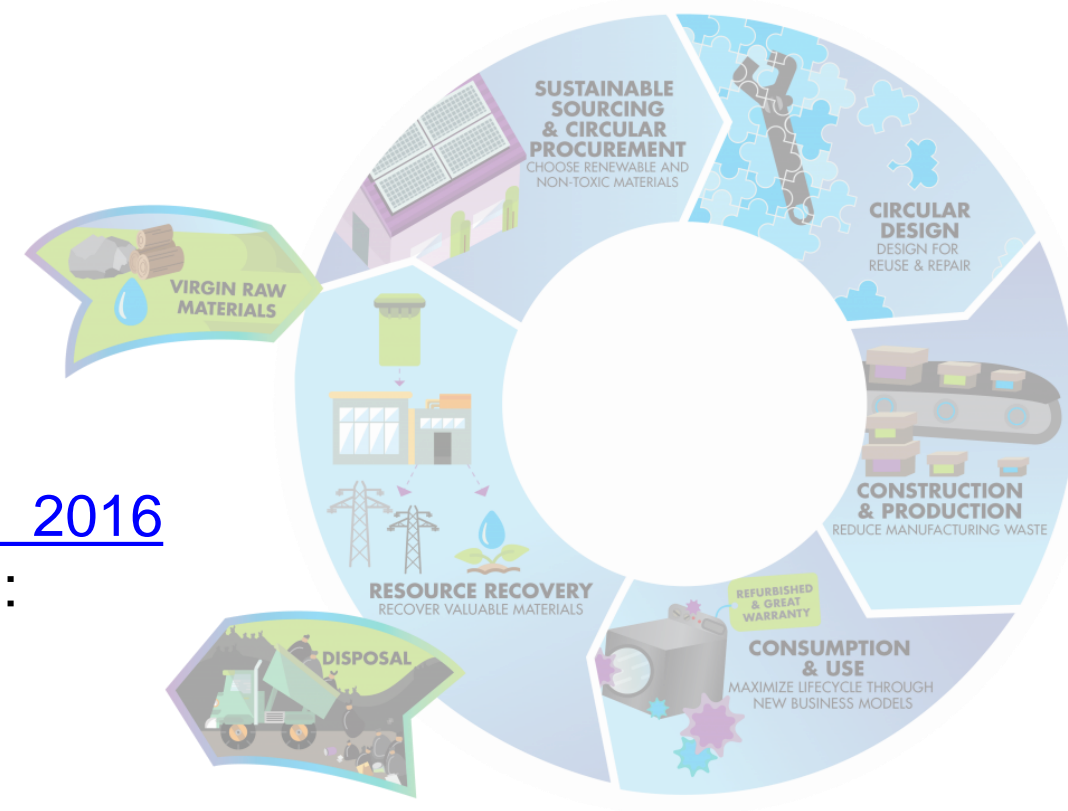 SUSTAINABLE
SOURCING
& CIRCULAR
PROCUREMENT
CHOOSE RENEWABLE AND
NON-TOXIC MATERIALS
CIRCULAR
DESIGN
DESIGN FOR
REUSE & REPAIR
VIRGIN RAW
MATERIALS
CONSTRUCTION
& PRODUCTION
REDUCE MANUFACTURING WASTE
2016
:
RESOURCE RECOVERY
RECOVER VALUABLE MATERIALS
REFURBISHED
& GREAT
WARRANTY
CONSUMPTION
& USE
MAXIMIZE LIFECYCLE THROUGH
NEW BUSINESS MODELS
DISPOSAL